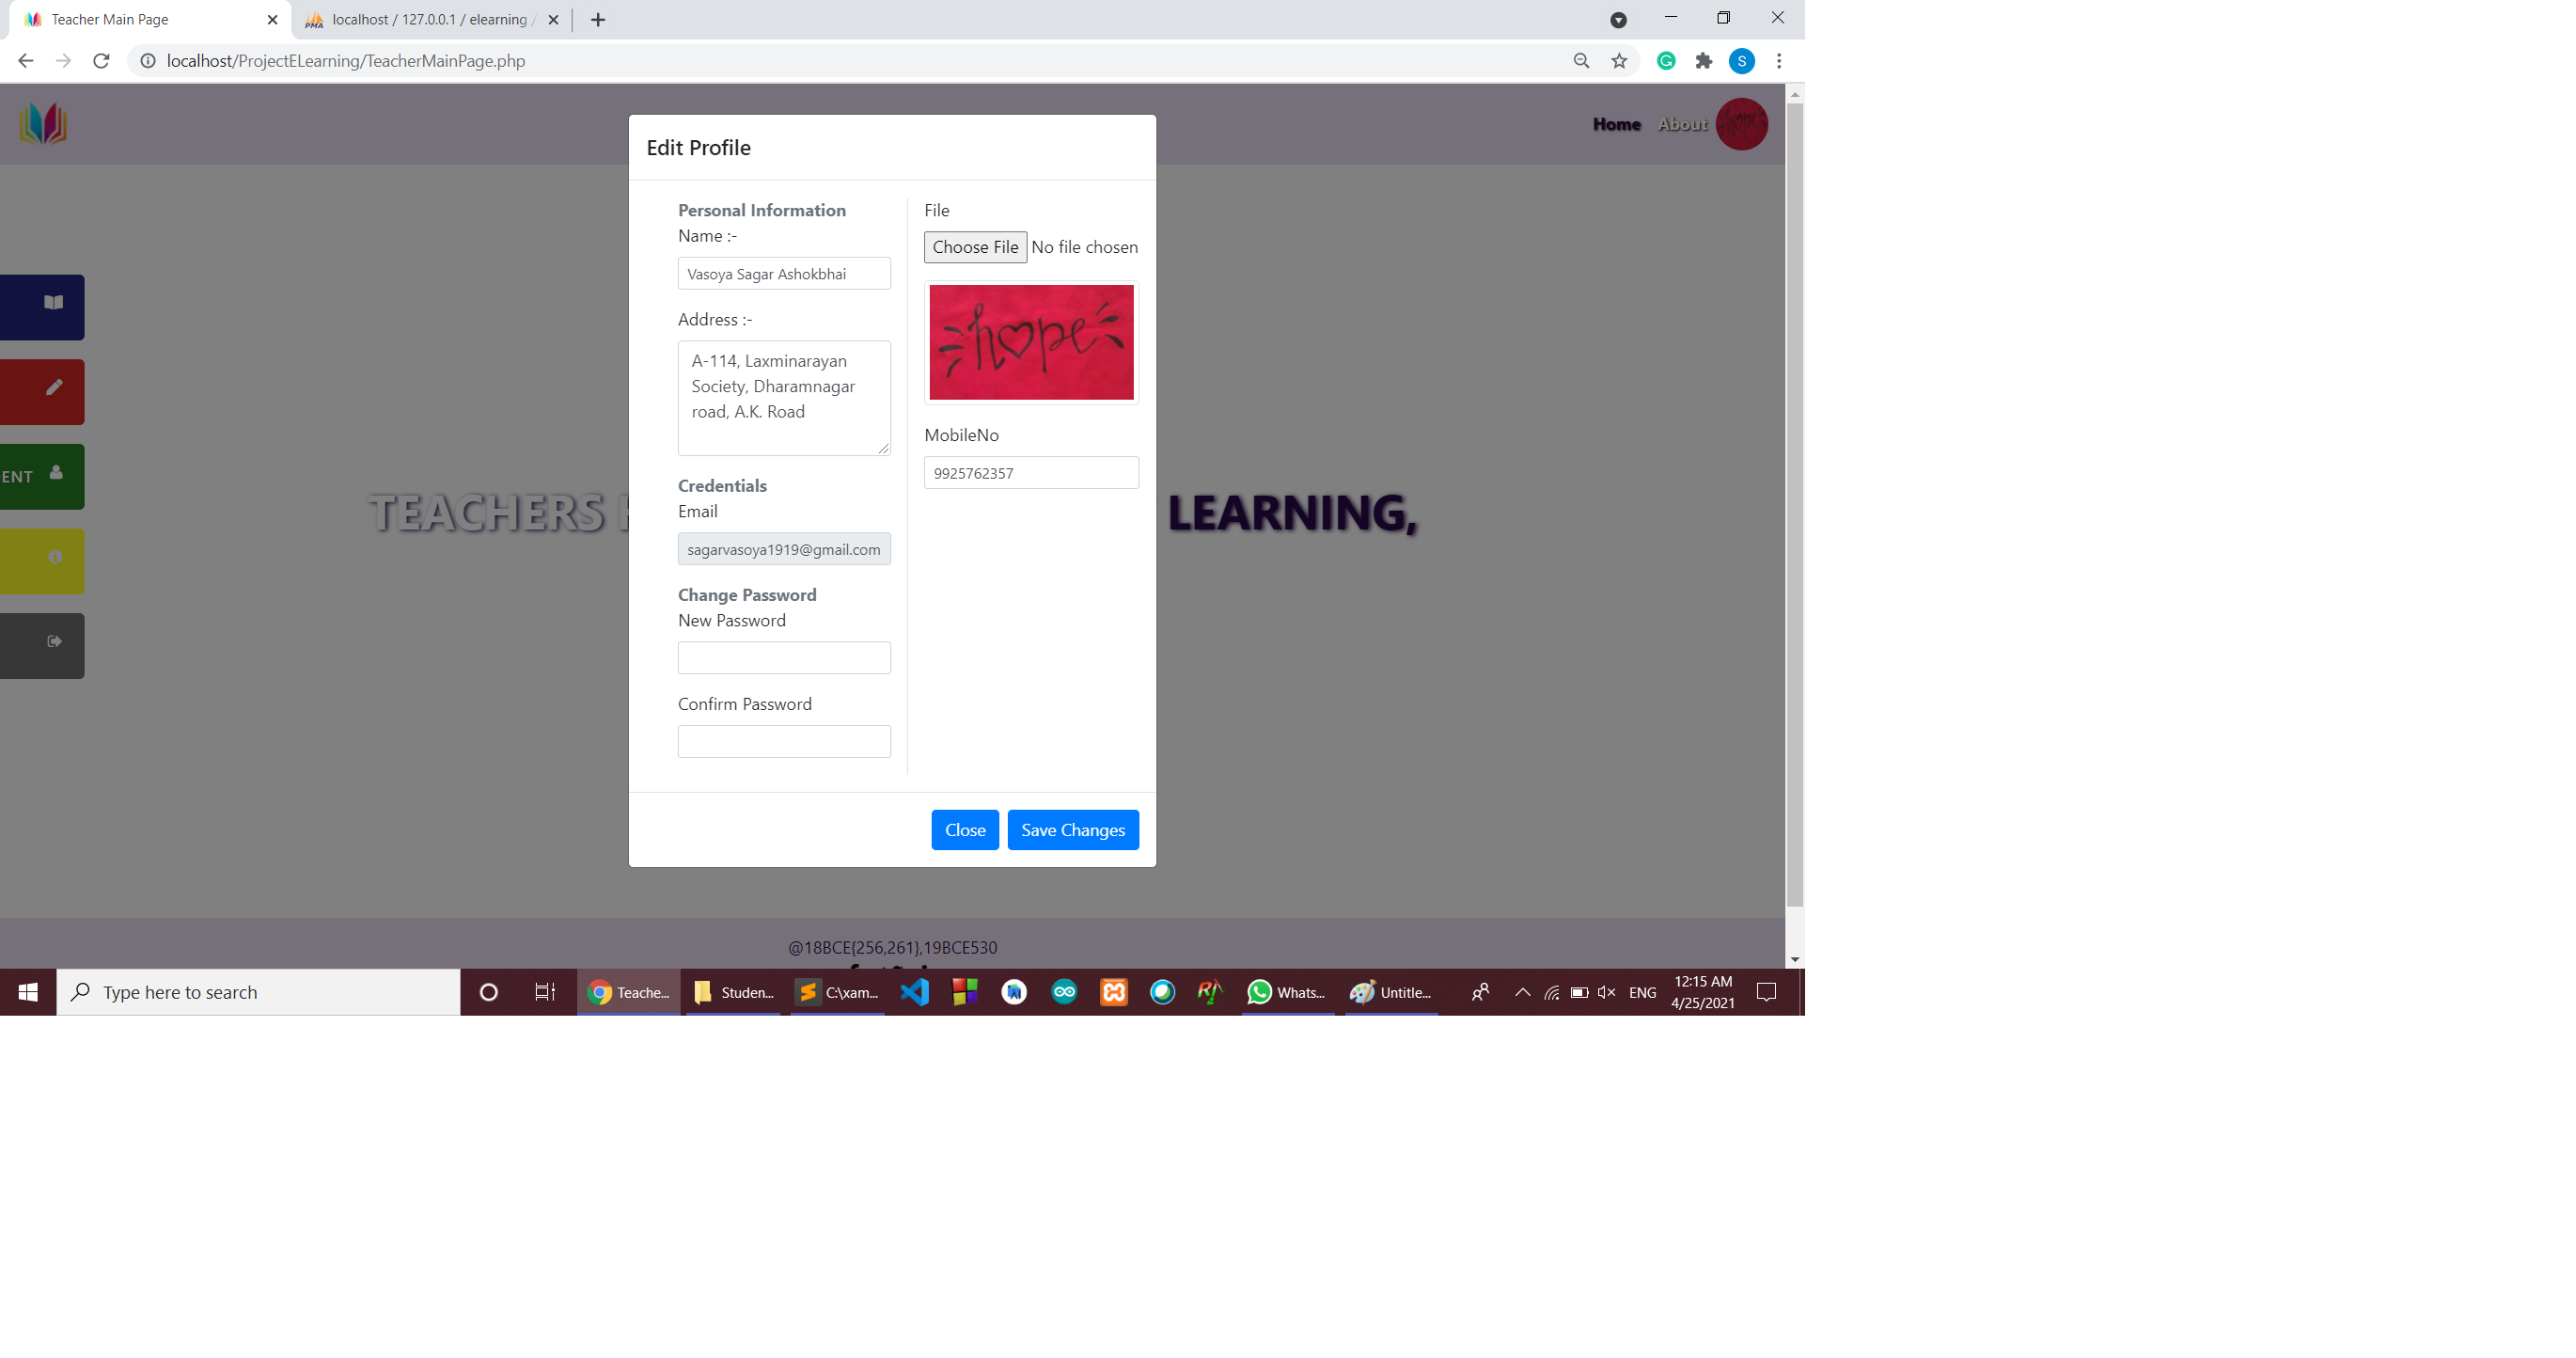 Teacher Main Page
localhost / 127.0.0.1 / elearning /
localhost/ProjectELearning/TeacherMainPage.php
S
Home About hope
Edit Profile
Personal Information
Name :-
Vasoya Sagar Ashokbhai
Address :-
A-114, Laxminarayan
Society, Dharamnagar
road, A.K. Road
Credentials
Email
sagarvasoya1919@gmail.com
Change Password
New Password
Confirm Password
File
Choose File No file chosen
hope
MobileNo
9925762357
Close Save Changes
ENT
TEACHERS LEARNING,
@18BCE{256,261},19BCE530
Type here to search
Teache...
Studen...
C:\xam...
Whats...
Untitle...
ENG
12:15 AM
4/25/2021